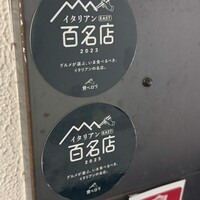 イタリアン EAST
百名店
2023
グルメが選ぶ、いま食べるべき、
イタリアンの名店。
食べログ
イタリアン EAST
百名店
2025
グルメが選ぶ、いま食べるべき、
イタリアンの名店。
食べログ